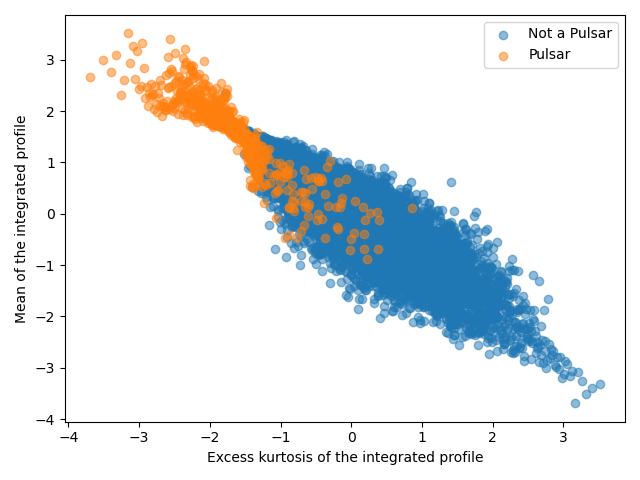 Not a Pulsar
Pulsar
3
2
1
0
−1
−2
−3
−4
Mean of the integrated profile
−4 −3 −2 −1 0 1 2 3
Excess kurtosis of the integrated profile